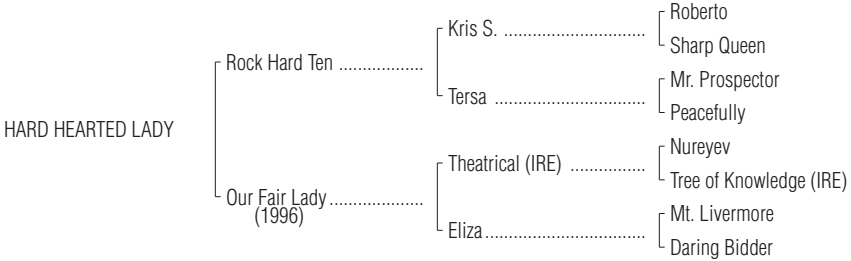 Roberto
Kris S. ..............................
Sharp Queen
Rock Hard Ten ..................
Mr. Prospector
Tersa ................................
Peacefully
HARD HEARTED LADY
Nureyev
Theatrical (IRE) ................
Tree of Knowledge (IRE)
Our Fair Lady ....................
(1996)
Mt. Livermore
Eliza ..................................
Daring Bidder